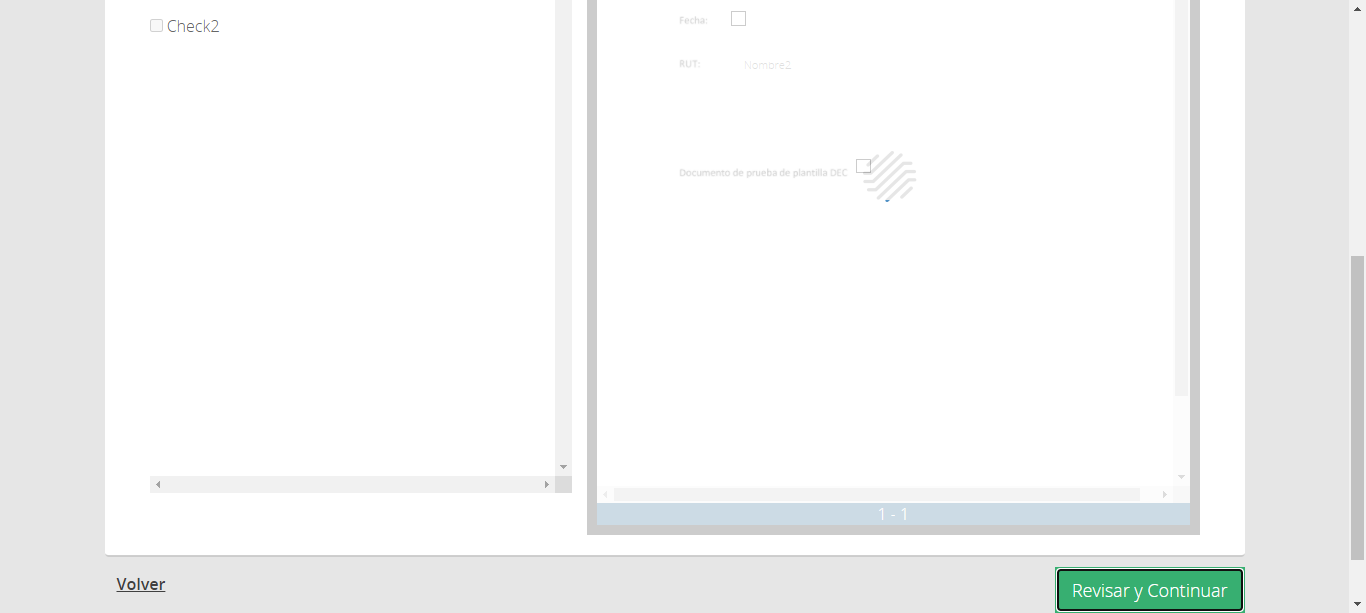 Check2
Fecha:
RUT: Nombre2
Documento de prueba de plantilla DEC
1 - 1
Volver
Revisar y Continuar